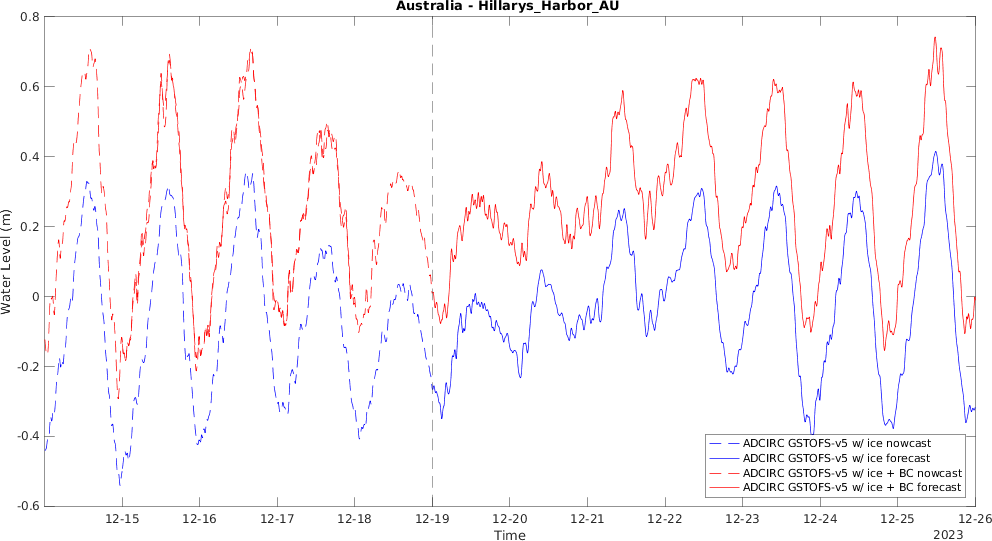 Australia - Hillarys_Harbor_AU
Water Level (m)
0.8
0.6
0.4
0.2
0
-0.2
-0.4
-0.6
ADCIRC GSTOFS-v5 w/ ice nowcast
ADCIRC GSTOFS-v5 w/ ice forecast
ADCIRC GSTOFS-v5 w/ ice + BC nowcast
ADCIRC GSTOFS-v5 w/ ice + BC forecast
12-15 12-16 12-17 12-18 12-19 12-20 12-21 12-22 12-23 12-24 12-25 12-26
Time
2023